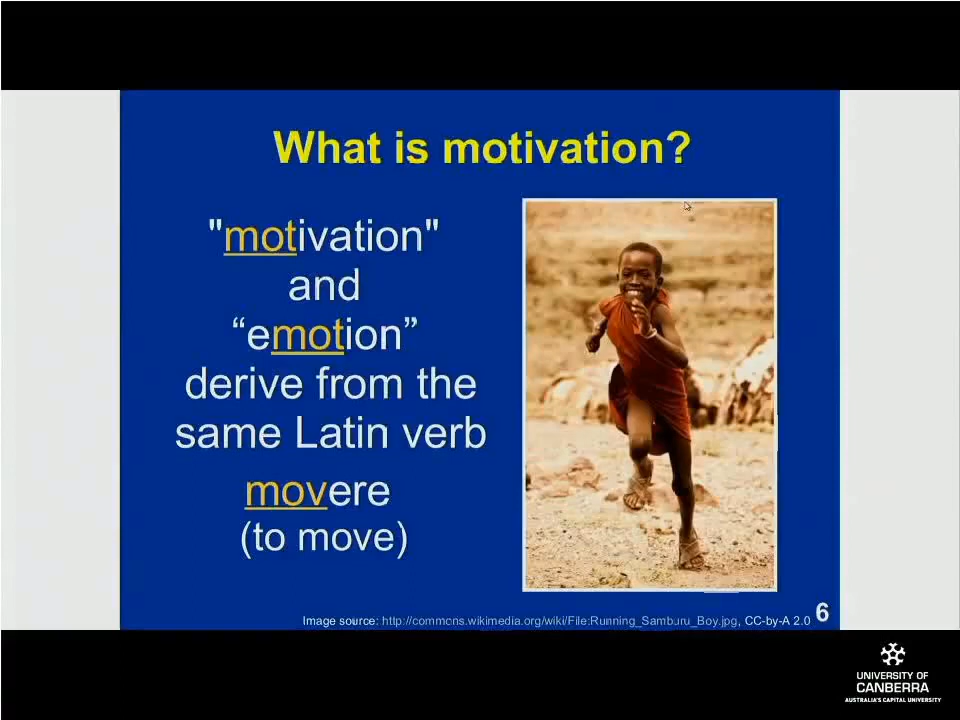 What is motivation?
"motivation"
and
“emotion”
derive from the
same Latin verb
movere
(to move)
Image source: http://commons.wikimedia.org/wiki/File:Running_Samburu_Boy.jpg, CC-by-A 2.0
6
UNIVERSITY OF
CANBERRA
AUSTRALIA'S CAPITAL UNIVERSITY